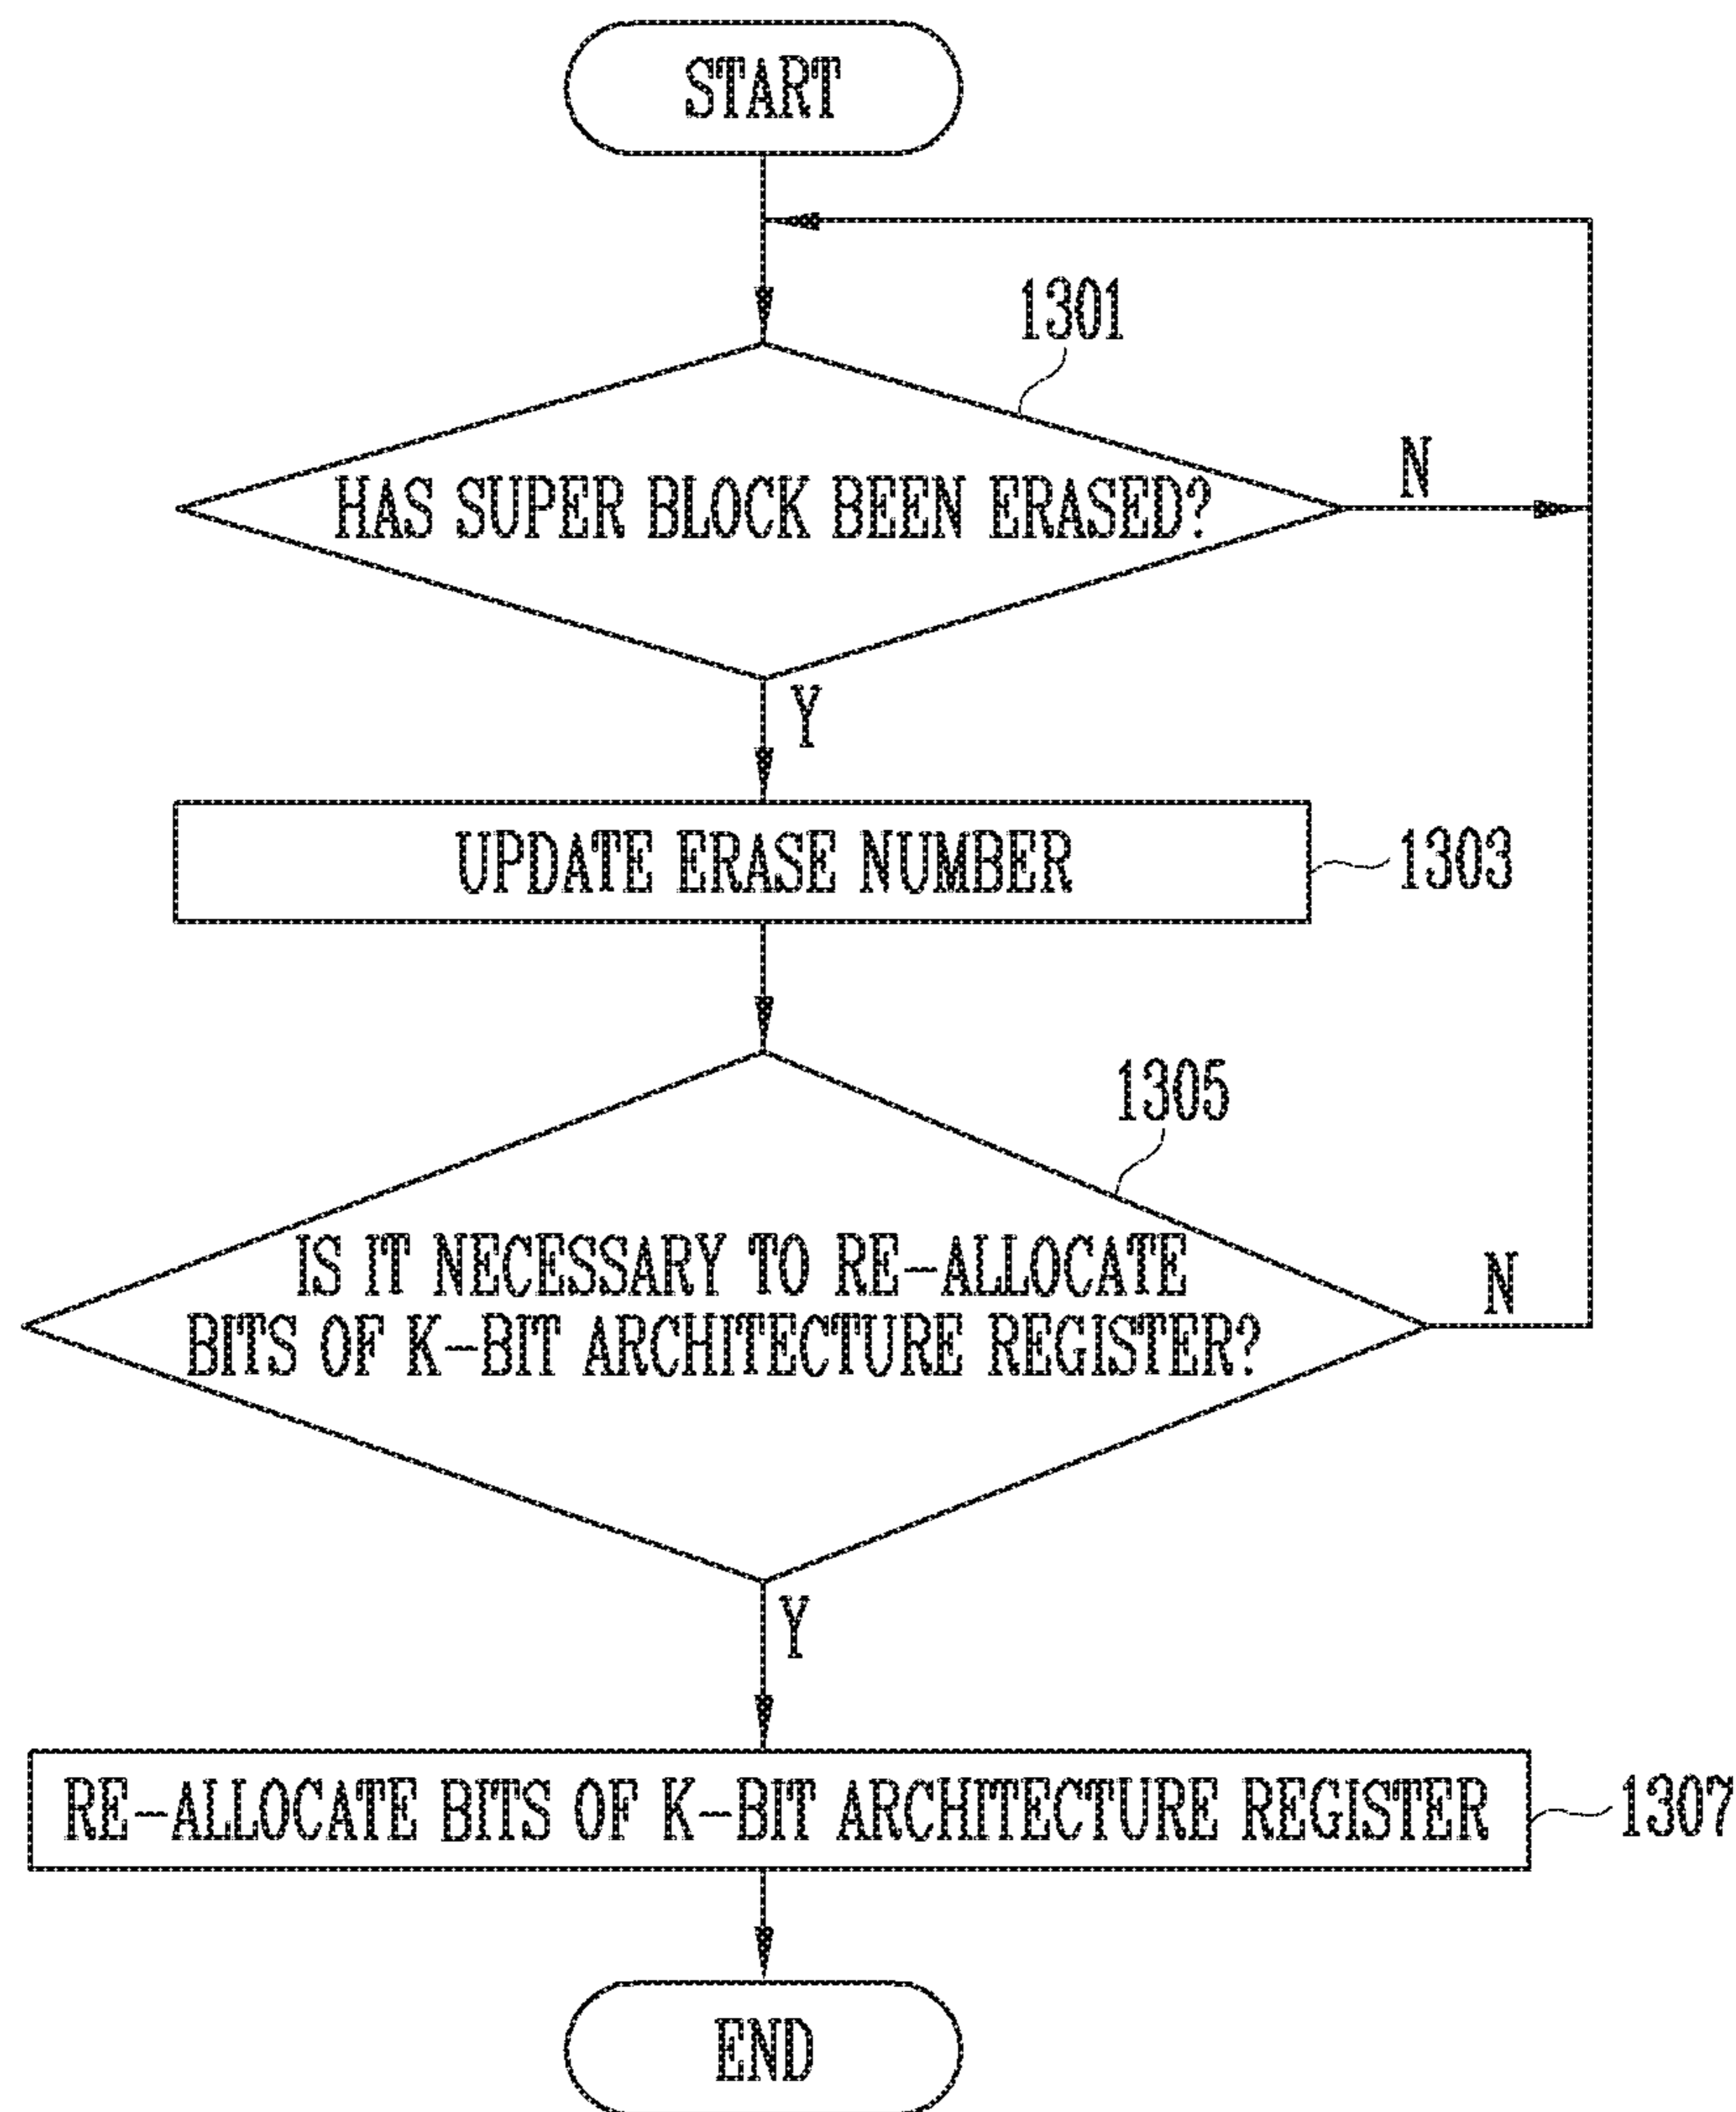 START
1301
HAS SUPER BLOCK BEEN ERASED?
N
Y
UPDATE ERASE NUMBER
1303
1305
IS IT NECESSARY TO RE-ALLOCATE
BITS OF K-BIT ARCHITECTURE REGISTER?
N
Y
RE-ALLOCATE BITS OF K-BIT ARCHITECTURE REGISTER
1307
END